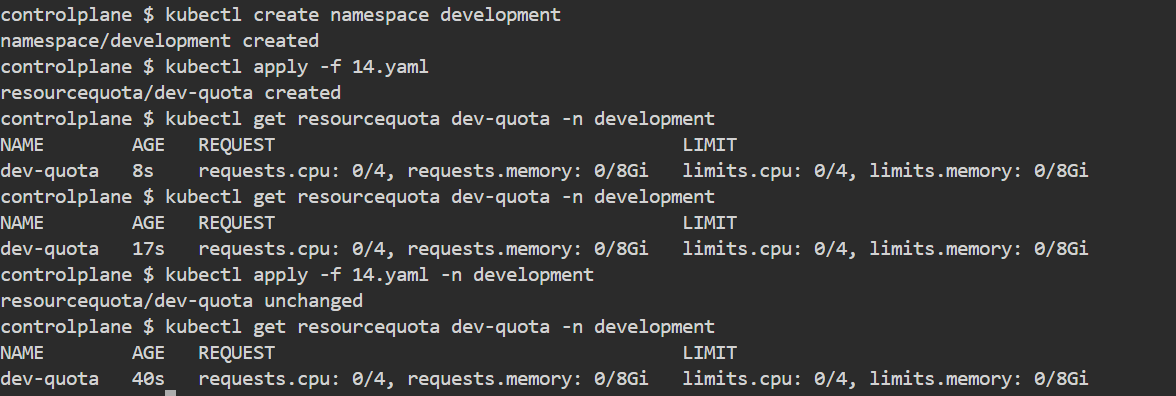 controlplane $ kubectl create namespace development
namespace/development created
controlplane $ kubectl apply -f 14.yaml
resourcequota/dev-quota created
controlplane $ kubectl get resourcequota dev-quota -n development
NAME        AGE   REQUEST                                     LIMIT
dev-quota   8s    requests.cpu: 0/4, requests.memory: 0/8Gi   limits.cpu: 0/4, limits.memory: 0/8Gi
controlplane $ kubectl get resourcequota dev-quota -n development
NAME        AGE   REQUEST                                     LIMIT
dev-quota   17s   requests.cpu: 0/4, requests.memory: 0/8Gi   limits.cpu: 0/4, limits.memory: 0/8Gi
controlplane $ kubectl apply -f 14.yaml -n development
resourcequota/dev-quota unchanged
controlplane $ kubectl get resourcequota dev-quota -n development
NAME        AGE   REQUEST                                     LIMIT
dev-quota   40s   requests.cpu: 0/4, requests.memory: 0/8Gi   limits.cpu: 0/4, limits.memory: 0/8Gi